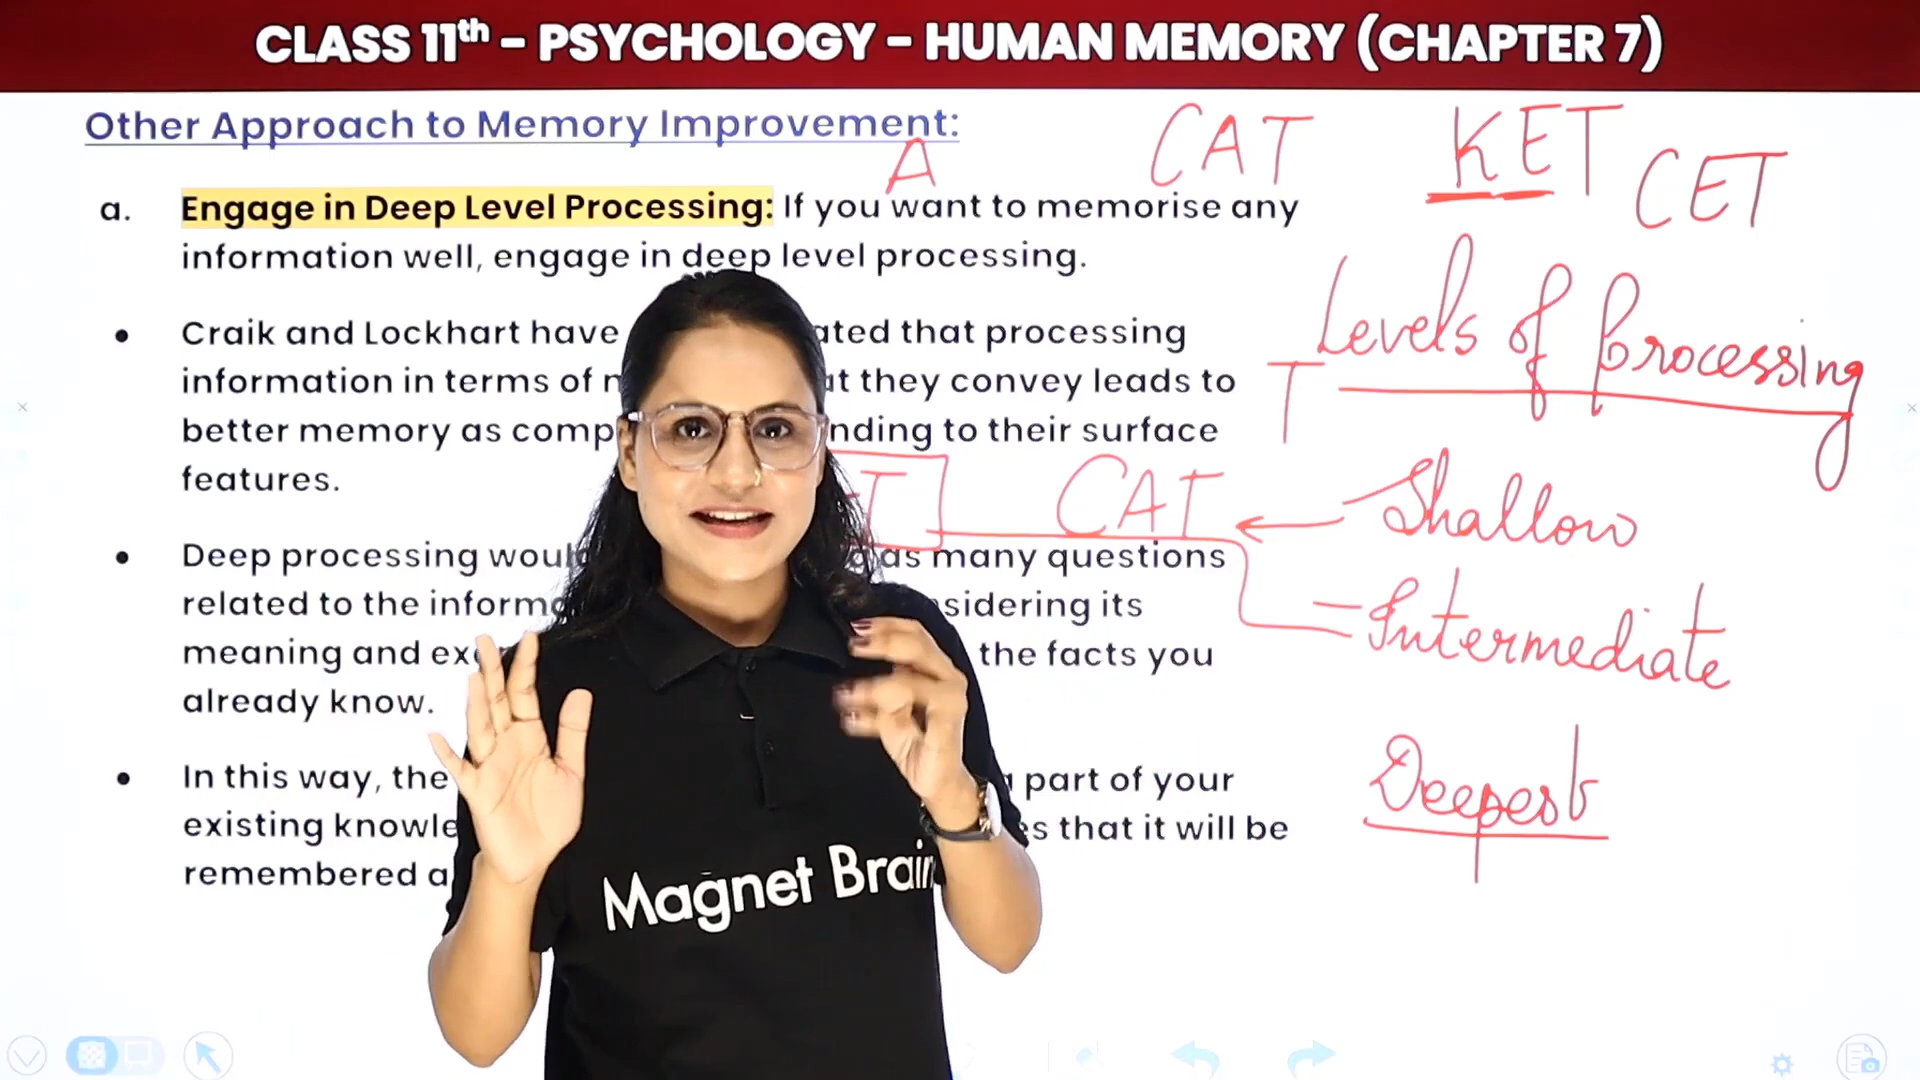 CLASS 11th – PSYCHOLOGY – HUMAN MEMORY (CHAPTER 7)
Other Approach to Memory Improvement:
A
CAT
KET
CET
a. Engage in Deep Level Processing: If you want to memorise any
information well, engage in deep level processing.
Levels of Processing
• Craik and Lockhart have ated that processing
information in terms of at they convey leads to
better memory as comp nding to their surface
features.
T
T CAT
Shallow
• Deep processing as many questions
related to the sidering its
meaning and the facts you
already know.
Intermediate
• In this way, the part of your
existing that it will be
remembered a
Deepest
Magnet Brain